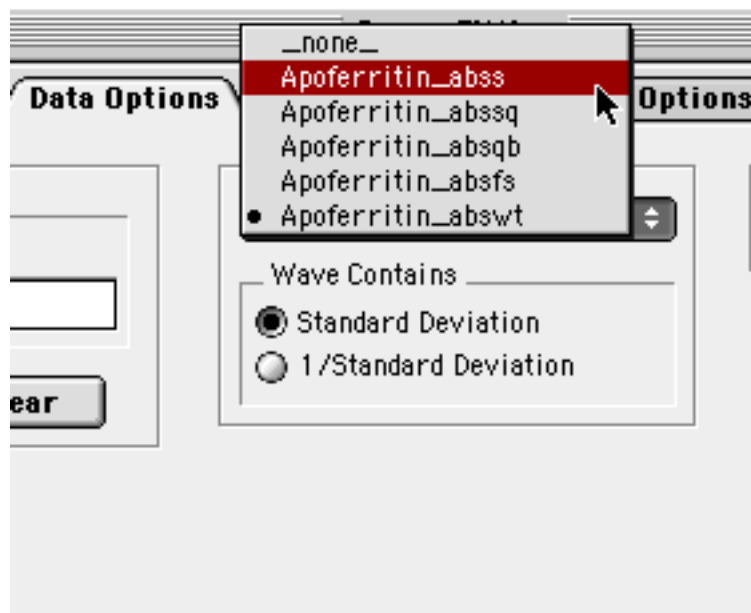 _none_
Apoferritin_abss
Data Options
Options
Apoferritin_abssq
Apoferritin_absqb
Apoferritin_absfs
Apoferritin_abswt
Wave Contains
Standard Deviation
1/Standard Deviation
ear